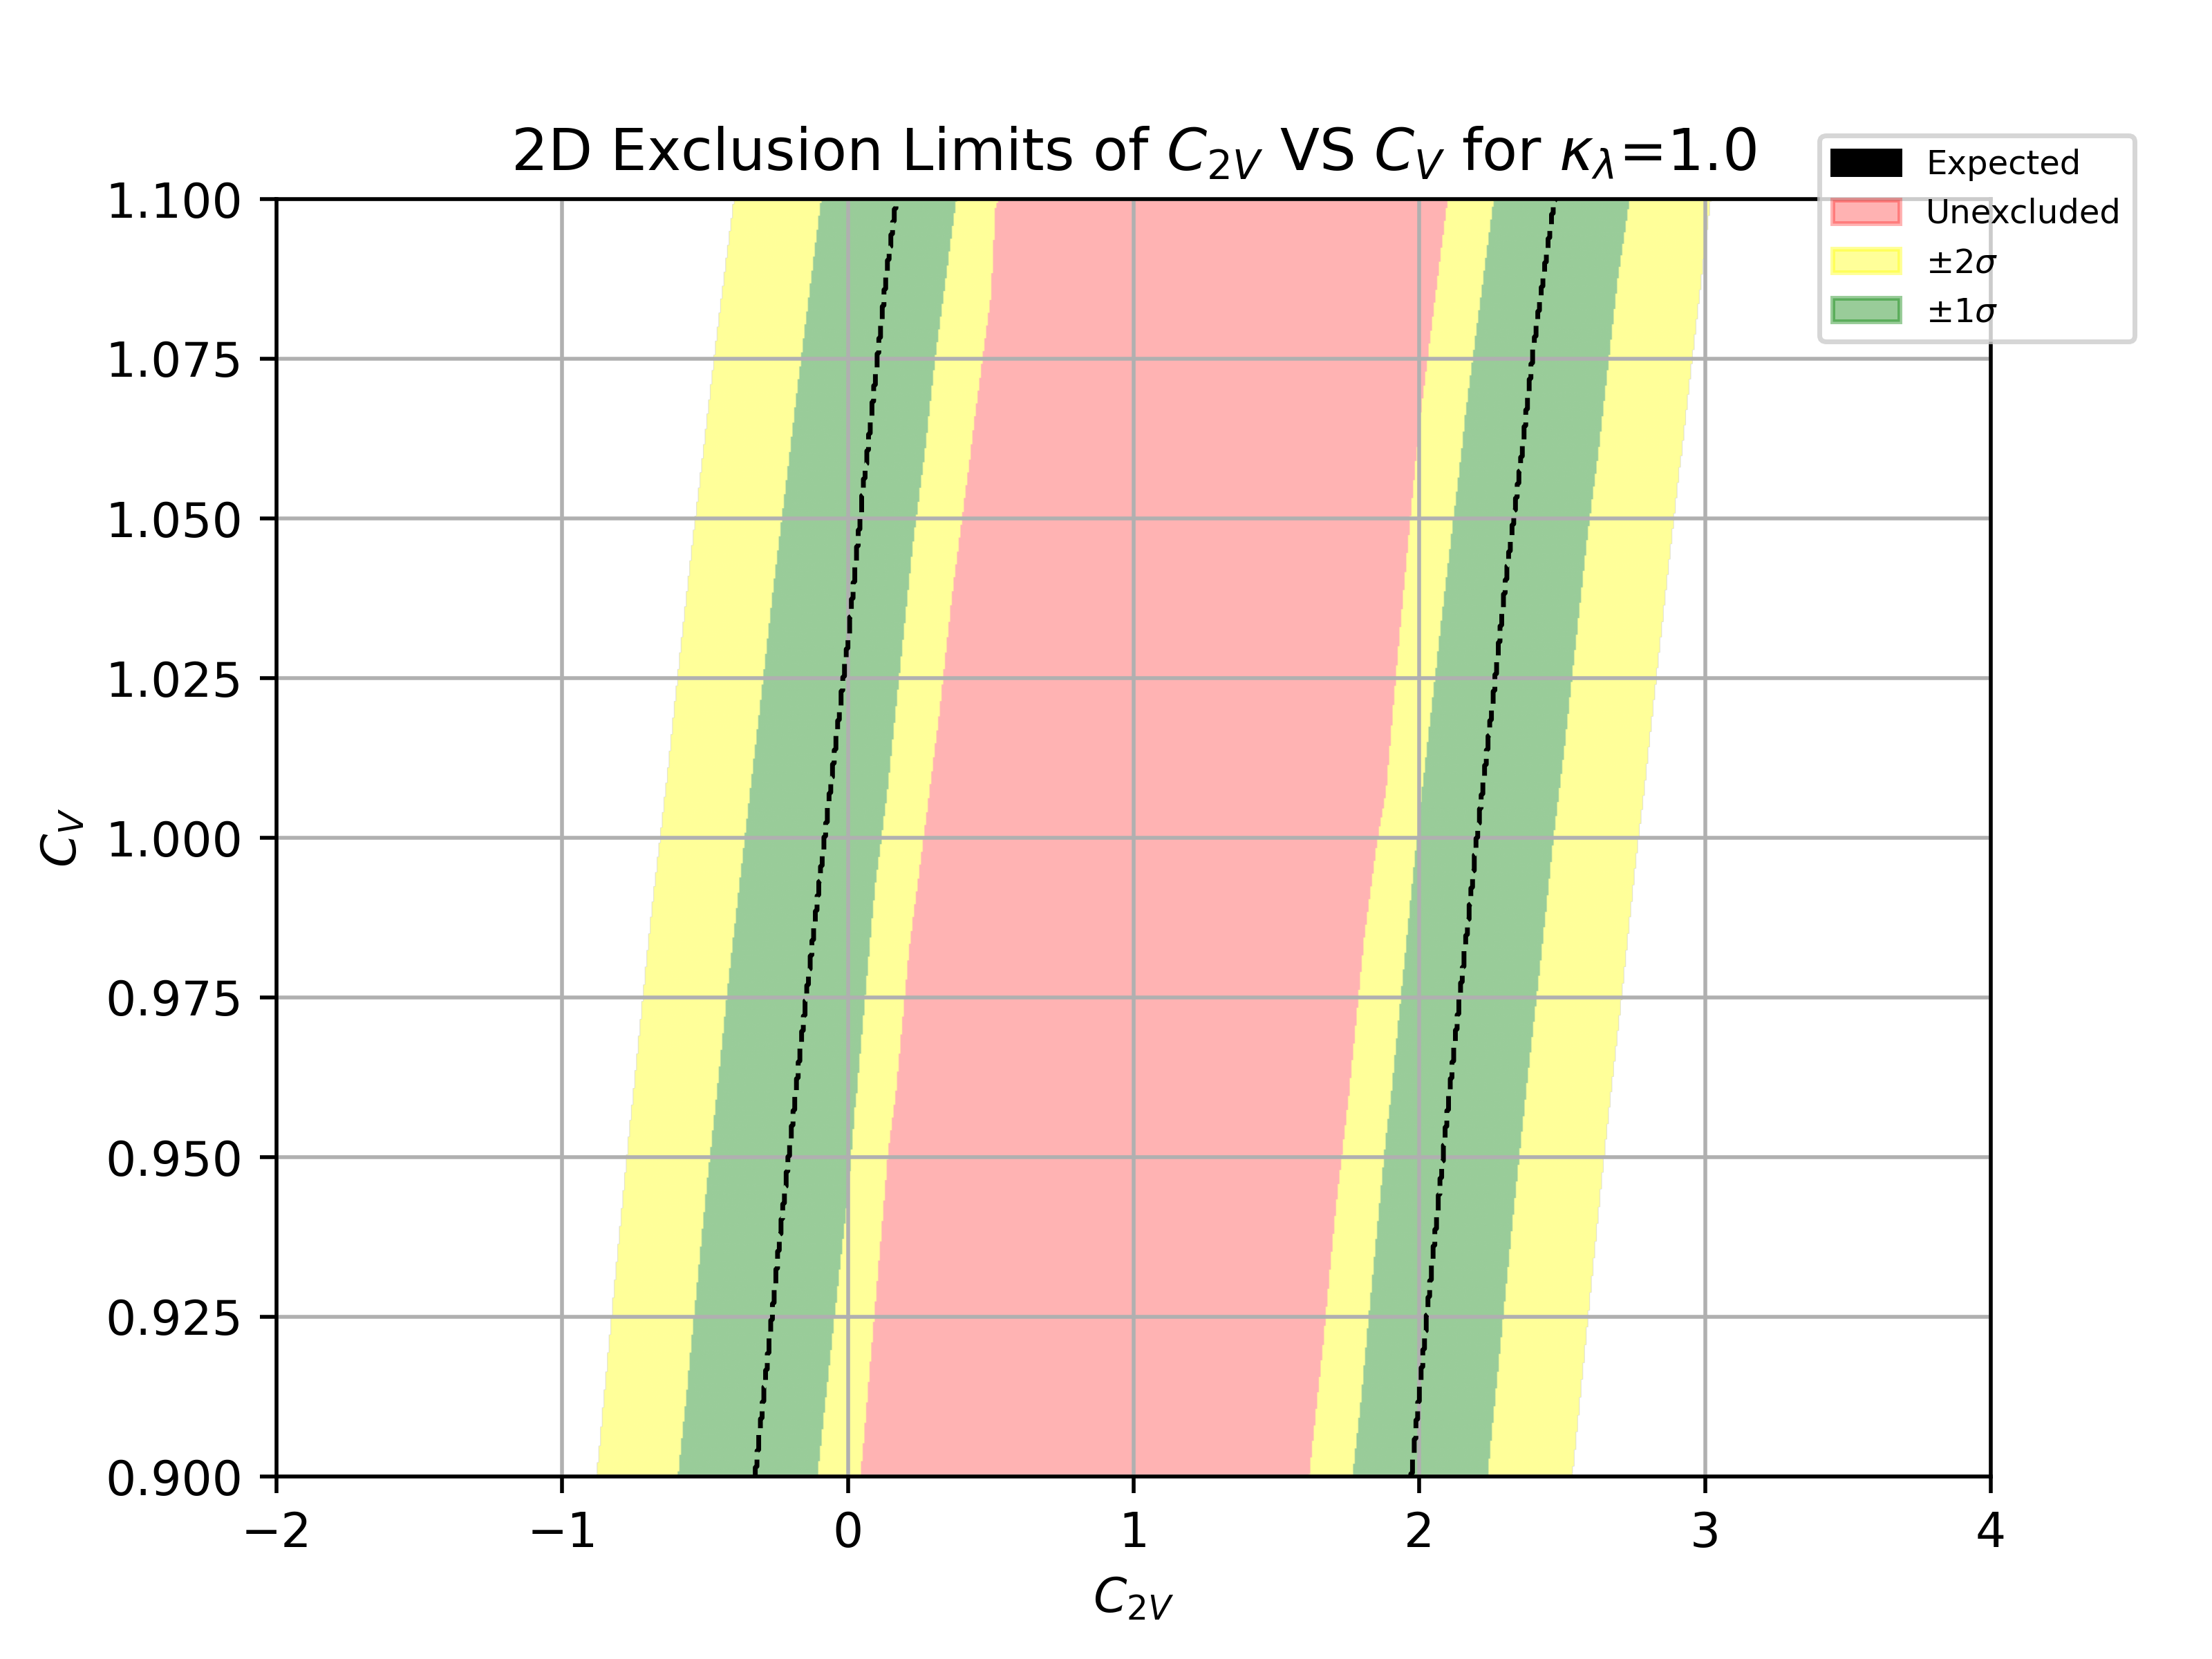 2D Exclusion Limits of C₂V VS CV for κλ=1.0
Expected
Unexcluded
±2σ
±1σ
1.100
1.075
1.050
1.025
1.000
0.975
0.950
0.925
0.900
CV
−2 −1 0 1 2 3 4
C₂V